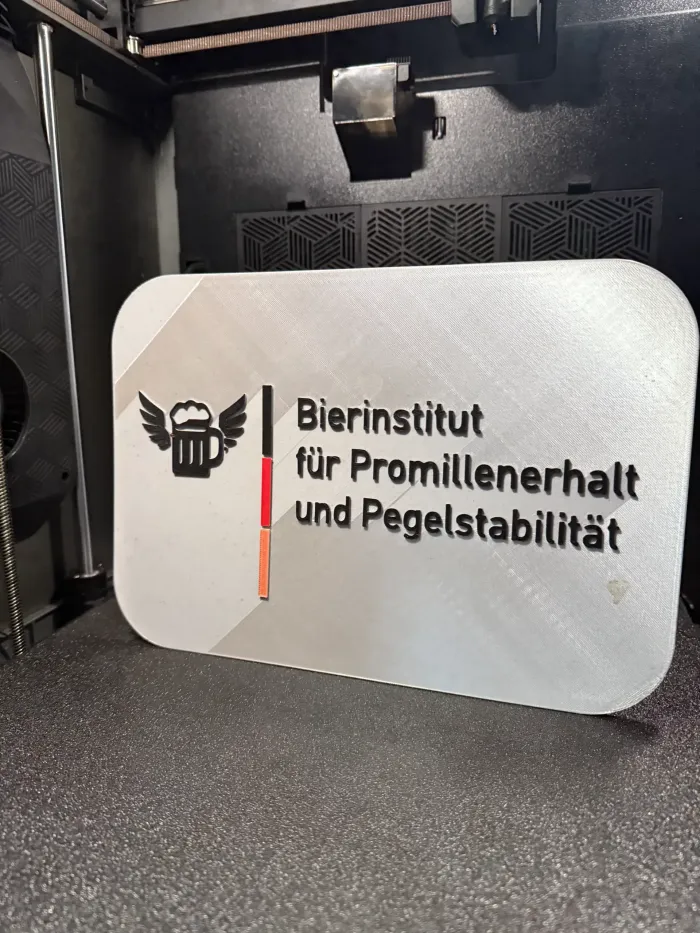 Bierinstitut
für Promillenerhalt
und Pegelstabilität